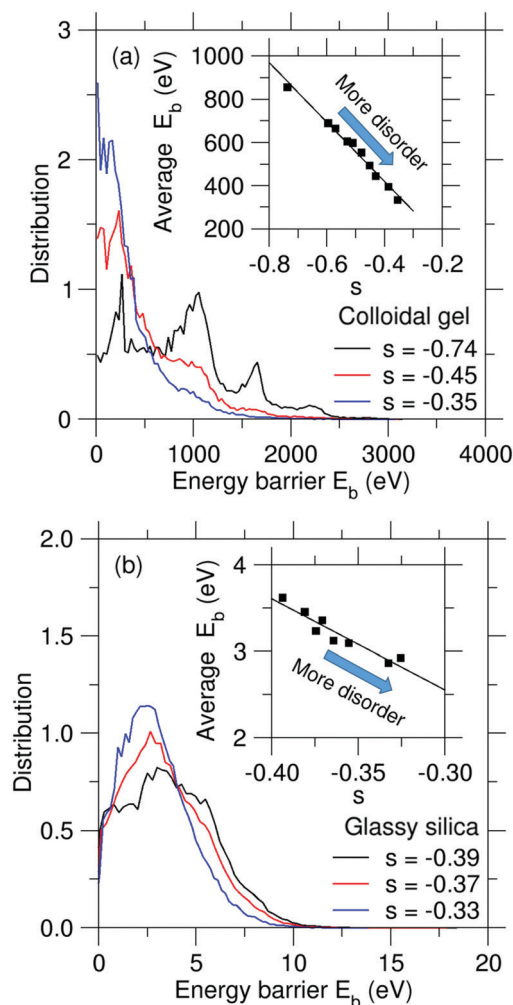 3
(a)
1000
800
600
400
200
Average E_b (eV)
More disorder
-0.8 -0.6 -0.4 -0.2
s
2
1
0
Distribution
Colloidal gel
s = -0.74
s = -0.45
s = -0.35
0 1000 2000 3000 4000
Energy barrier E_b (eV)
2.0
(b)
4
3
2
Average E_b (eV)
More disorder
-0.40 -0.35 -0.30
s
1.5
1.0
0.5
0.0
Distribution
Glassy silica
s = -0.39
s = -0.37
s = -0.33
0 5 10 15 20
Energy barrier E_b (eV)